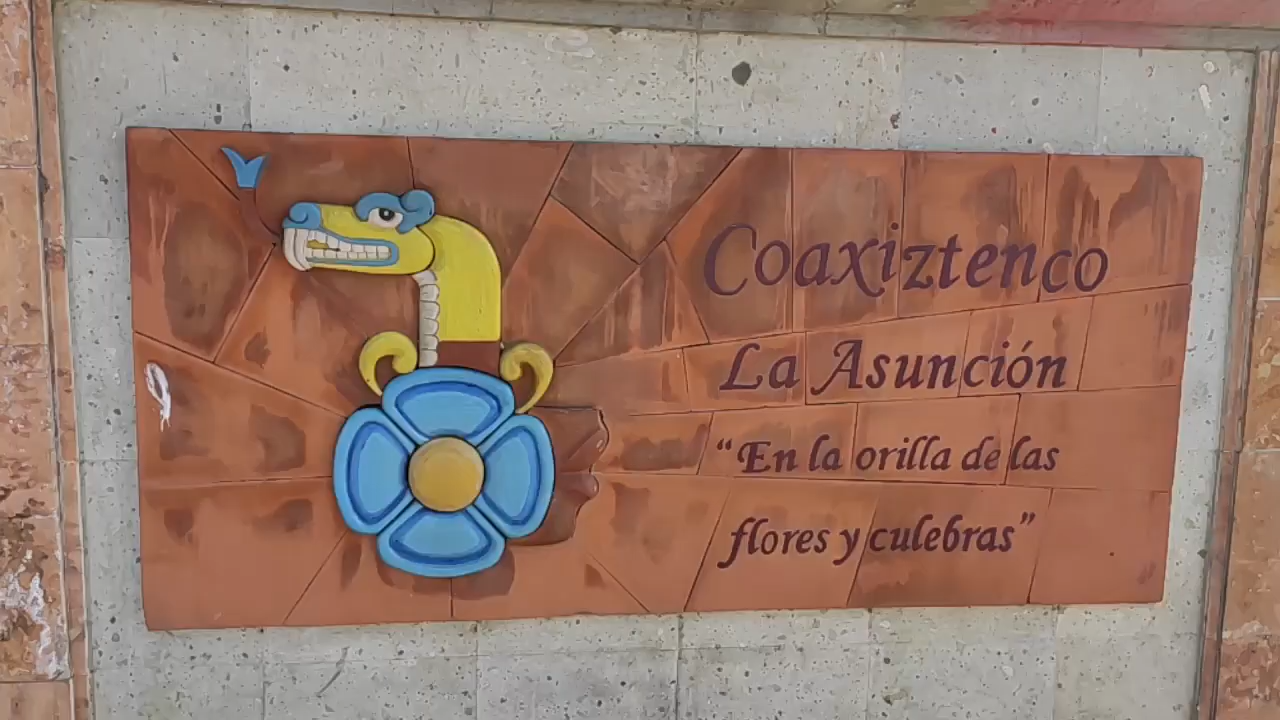 Coaxiztenco
La Asunción
“En la orilla de las
flores y culebras”